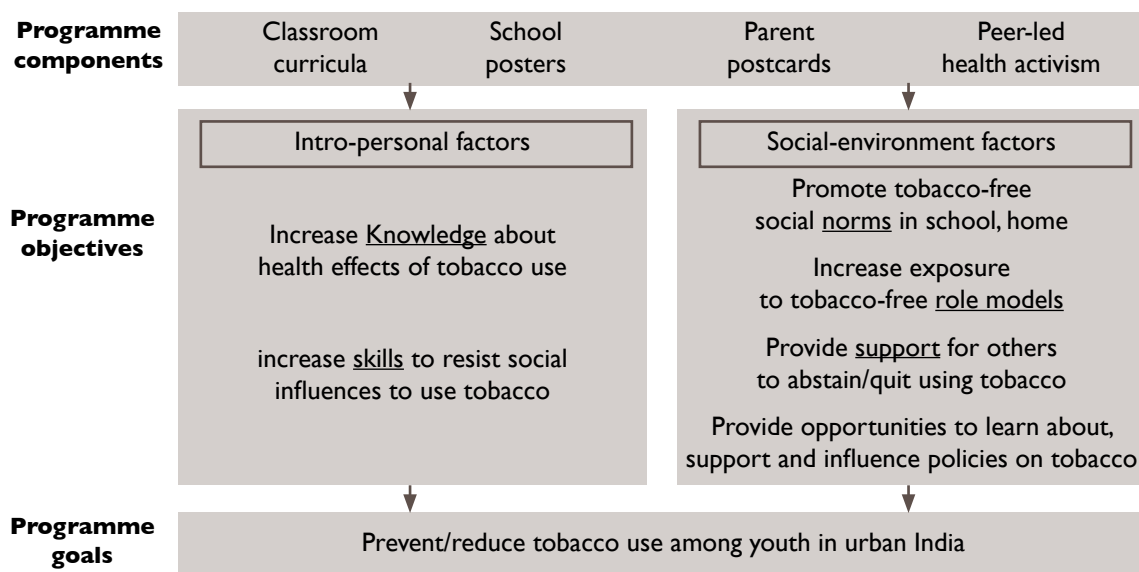 Programme
components
Classroom
curricula
School
posters
Parent
postcards
Peer-led
health activism
Programme
objectives
Intro-personal factors
Increase Knowledge about
health effects of tobacco use
increase skills to resist social
influences to use tobacco
Social-environment factors
Promote tobacco-free
social norms in school, home
Increase exposure
to tobacco-free role models
Provide support for others
to abstain/quit using tobacco
Provide opportunities to learn about,
support and influence policies on tobacco
Programme
goals
Prevent/reduce tobacco use among youth in urban India